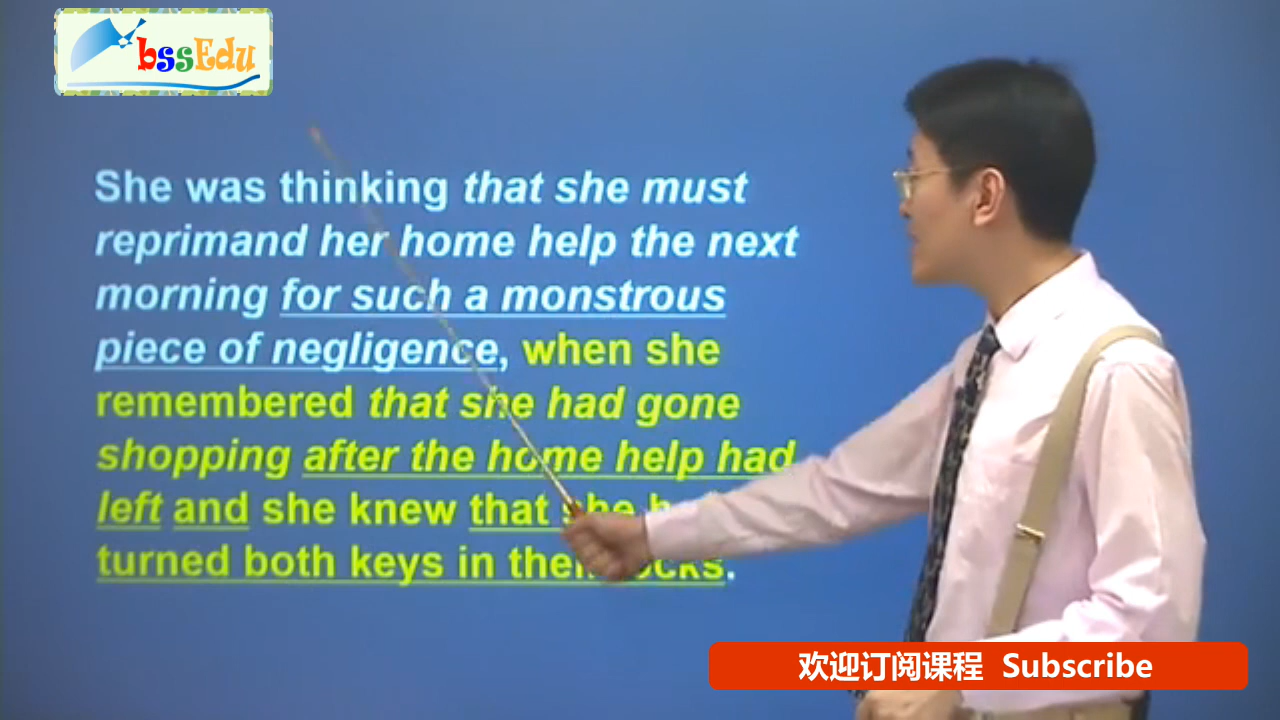 bssEdu
She was thinking that she must
reprimand her home help the next
morning for such a monstrous
piece of negligence, when she
remembered that she had gone
shopping after the home help had
left and she knew that she
turned both keys in
欢迎订阅课程 Subscribe